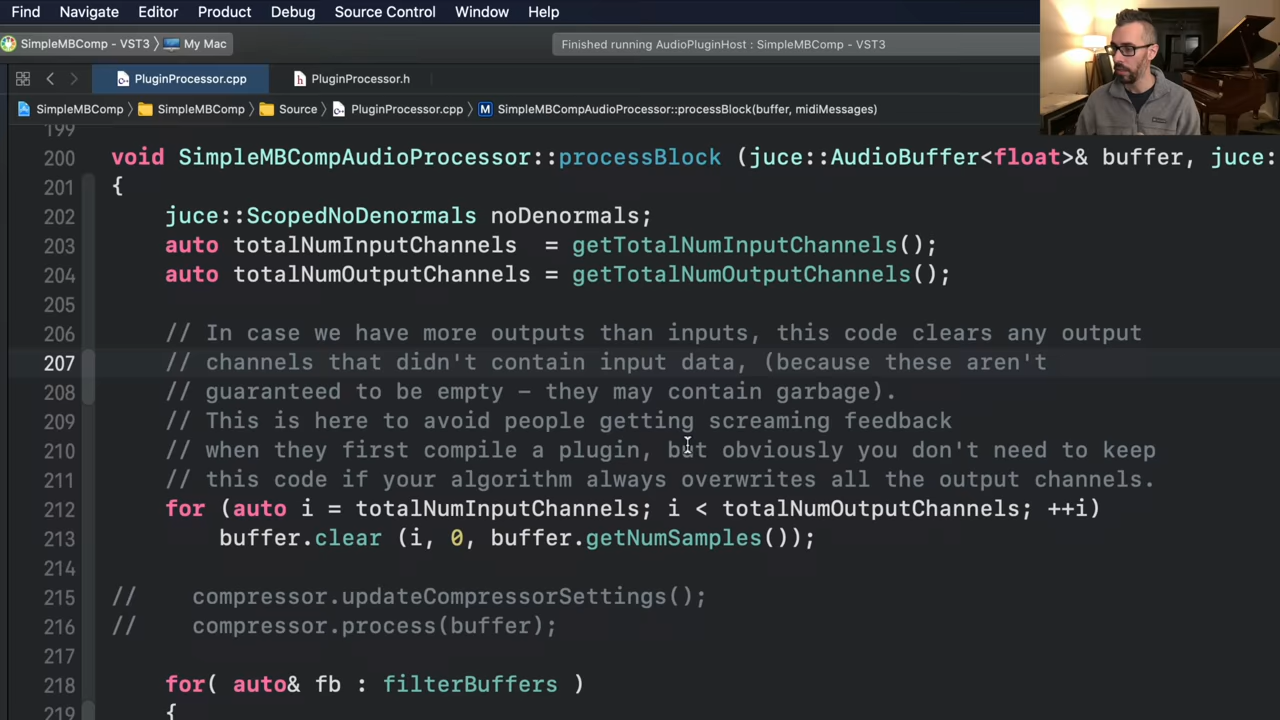 Find Navigate Editor Product Debug Source Control Window Help
SimpleMBComp - VST3 〉 My Mac
Finished running AudioPluginHost : SimpleMBComp - VST3
PluginProcessor.cpp
PluginProcessor.h
SimpleMBComp 〉 SimpleMBComp 〉 Source 〉 PluginProcessor.cpp 〉 M SimpleMBCompAudioProcessor::processBlock(buffer, midiMessages)
199
200 void SimpleMBCompAudioProcessor::processBlock (juce::AudioBuffer<float>& buffer, juce:
201 {
202 juce::ScopedNoDenormals noDenormals;
203 auto totalNumInputChannels  = getTotalNumInputChannels();
204 auto totalNumOutputChannels = getTotalNumOutputChannels();
205
206 // In case we have more outputs than inputs, this code clears any output
207 // channels that didn't contain input data, (because these aren't
208 // guaranteed to be empty - they may contain garbage).
209 // This is here to avoid people getting screaming feedback
210 // when they first compile a plugin, but obviously you don't need to keep
211 // this code if your algorithm always overwrites all the output channels.
212 for (auto i = totalNumInputChannels; i < totalNumOutputChannels; ++i)
213 buffer.clear (i, 0, buffer.getNumSamples());
214
215 // compressor.updateCompressorSettings();
216 // compressor.process(buffer);
217
218 for( auto& fb : filterBuffers )
219 {